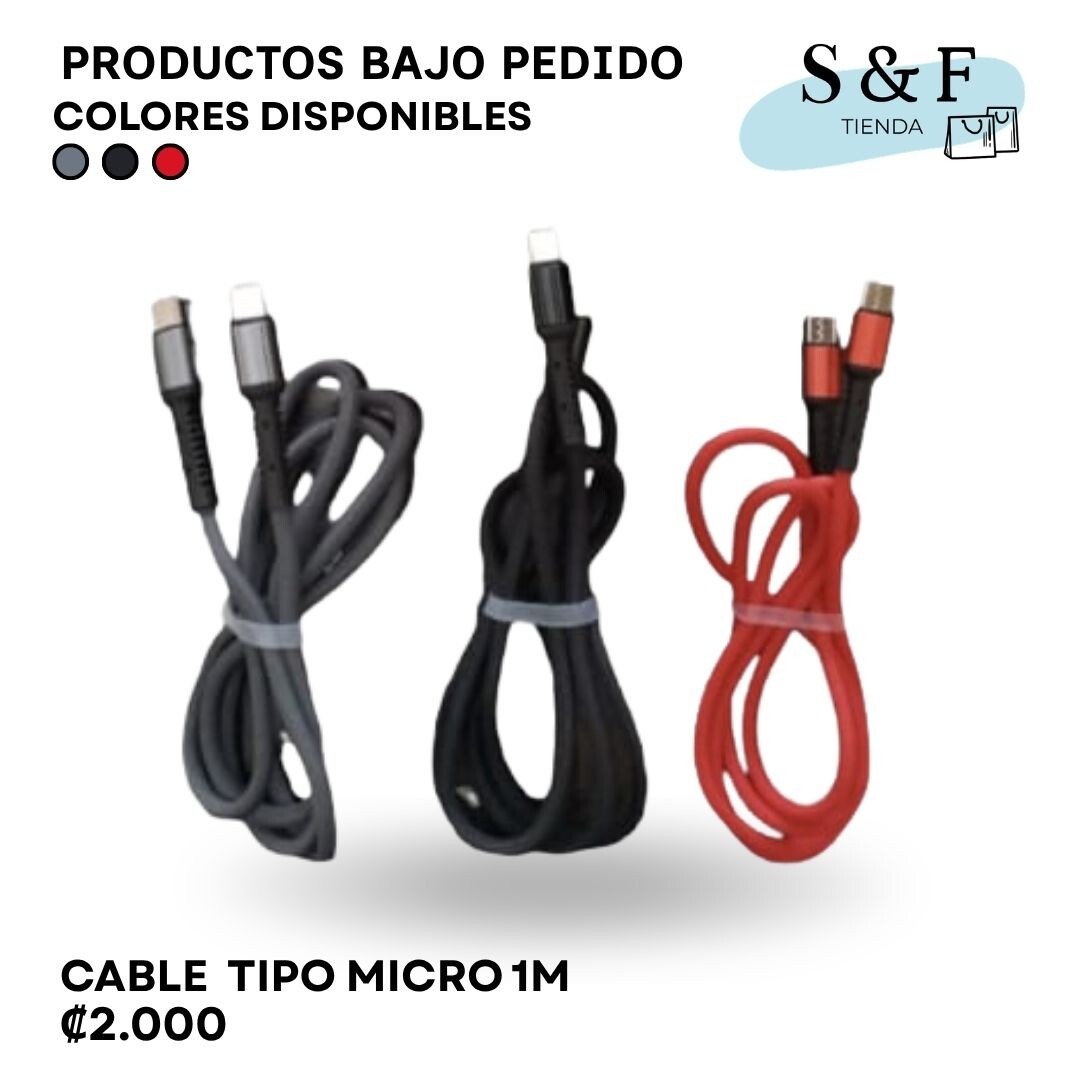 PRODUCTOS BAJO PEDIDO
COLORES DISPONIBLES
S & F
TIENDA
CABLE TIPO MICRO 1M
₡2.000